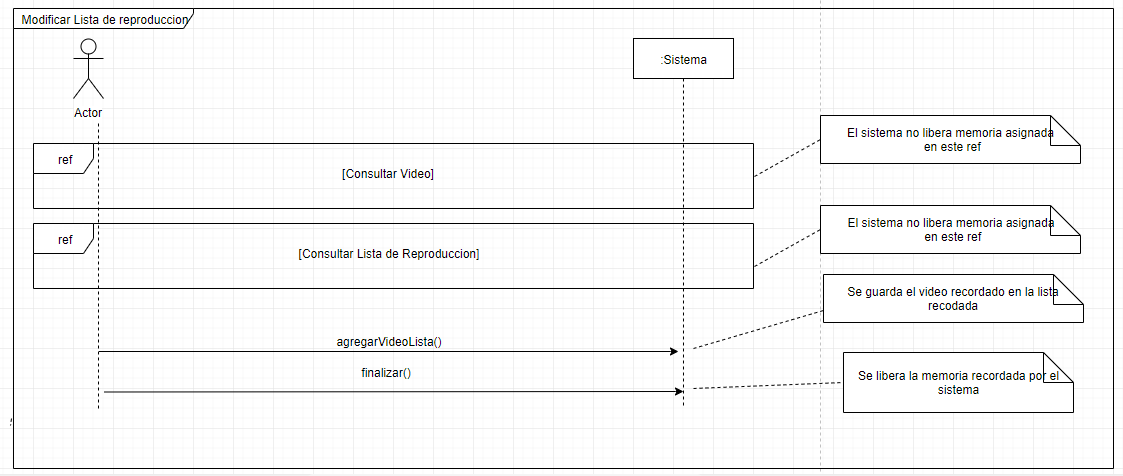 Modificar Lista de reproduccion
:Sistema
Actor
El sistema no libera memoria asignada
en este ref
ref
[Consultar Video]
El sistema no libera memoria asignada
en este ref
ref
[Consultar Lista de Reproduccion]
Se guarda el video recordado en la lista
recodada
agregarVideoLista()
finalizar()
Se libera la memoria recordada por el
sistema